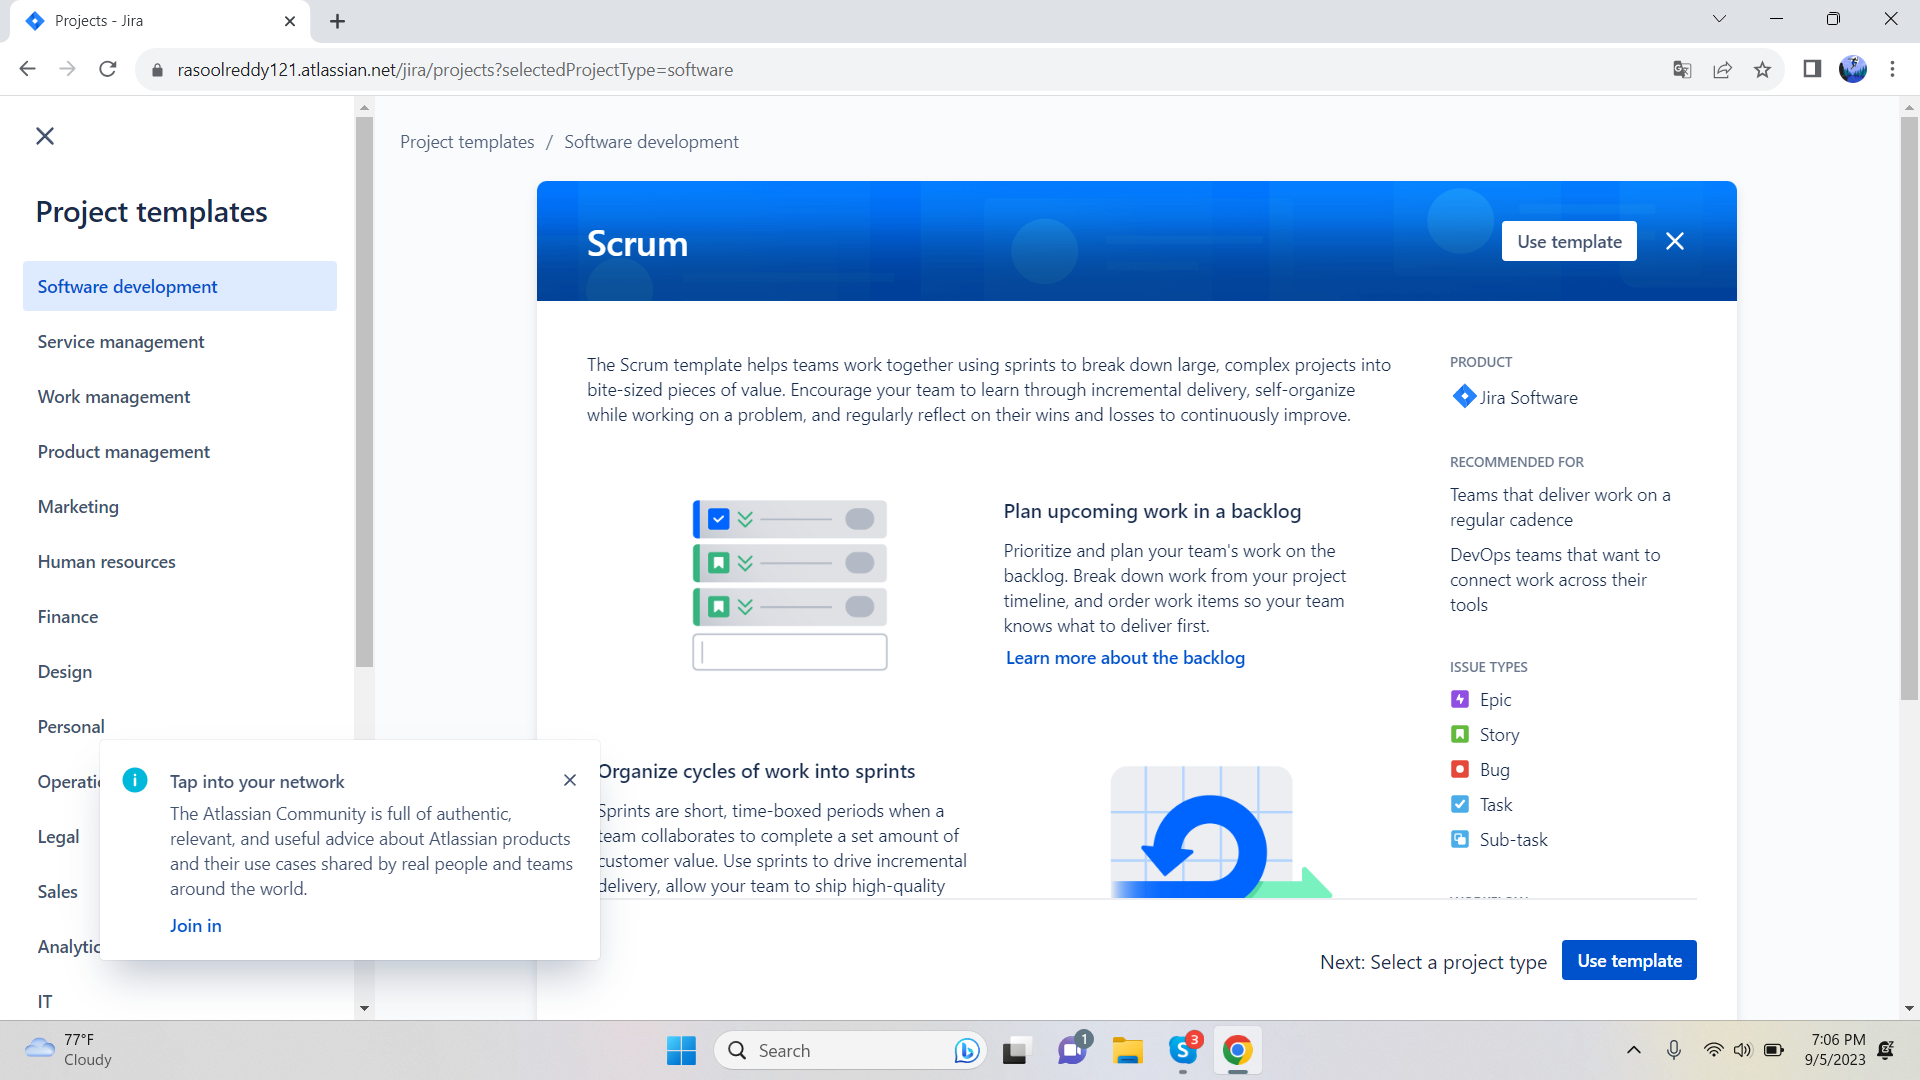 Projects - Jira
rasoolreddy121.atlassian.net/jira/projects?selectedProjectType=software
Project templates
Software development
Service management
Work management
Product management
Marketing
Human resources
Finance
Design
Personal
Operatio
Legal
Sales
Analytic
IT
Project templates / Software development
Scrum
Use template
The Scrum template helps teams work together using sprints to break down large, complex projects into
bite-sized pieces of value. Encourage your team to learn through incremental delivery, self-organize
while working on a problem, and regularly reflect on their wins and losses to continuously improve.
Plan upcoming work in a backlog
Prioritize and plan your team's work on the
backlog. Break down work from your project
timeline, and order work items so your team
knows what to deliver first.
Learn more about the backlog
Organize cycles of work into sprints
Sprints are short, time-boxed periods when a
team collaborates to complete a set amount of
customer value. Use sprints to drive incremental
delivery, allow your team to ship high-quality
PRODUCT
Jira Software
RECOMMENDED FOR
Teams that deliver work on a
regular cadence
DevOps teams that want to
connect work across their
tools
ISSUE TYPES
Epic
Story
Bug
Task
Sub-task
Next: Select a project type
Use template
Tap into your network
The Atlassian Community is full of authentic,
relevant, and useful advice about Atlassian products
and their use cases shared by real people and teams
around the world.
Join in
77°F
Cloudy
Search
1
3
7:06 PM
9/5/2023